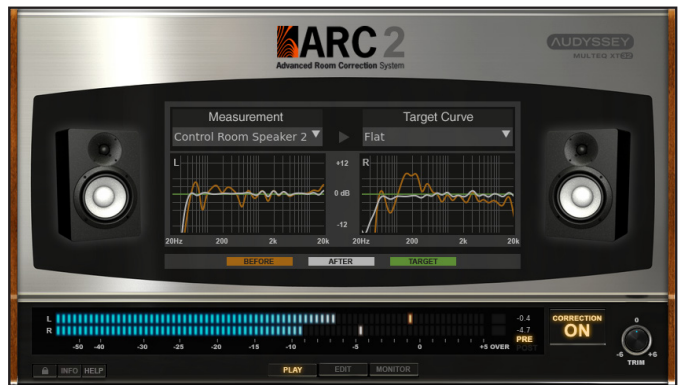 ARC 2
Advanced Room Correction System
AUDYSSEY
MULTEQ XT32
Measurement
Target Curve
Control Room Speaker 2
Flat
L
+12
R
0 dB
-12
20Hz 200 2k 20k
20Hz 200 2k 20k
BEFORE AFTER TARGET
L -0.4
R -4.7
PRE
POST
-50 -40 -30 -25 -20 -15 -10 -5 0 +5 OVER
CORRECTION
ON
0
-6 +6
TRIM
INFO HELP
PLAY EDIT MONITOR